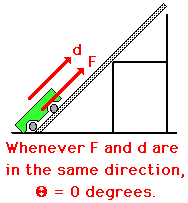 d
F
Whenever F and d are
in the same direction,
Θ = 0 degrees.